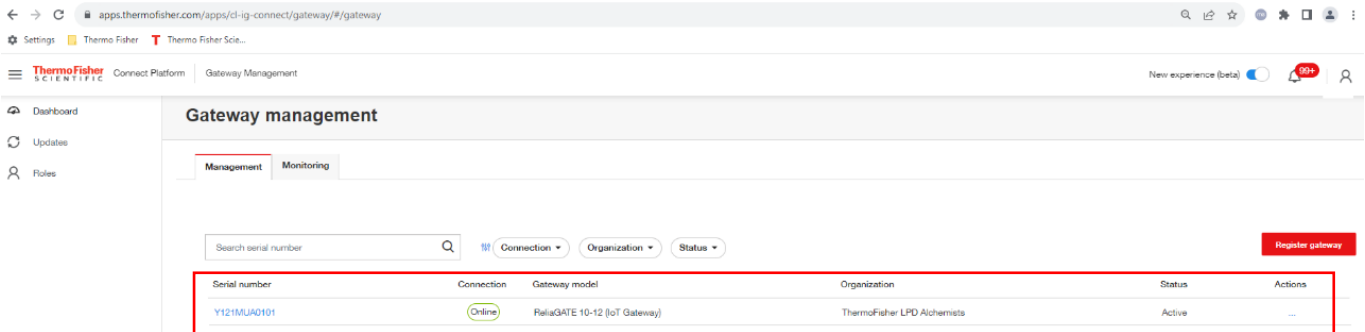 apps.thermofisher.com/apps/cl-ig-connect/gateway/#/gateway
Settings Thermo Fisher T Thermo Fisher Scie...
ThermoFisher SCIENTIFIC Connect Platform Gateway Management New experience (beta) 99+
Dashboard
Gateway management
Updates
Roles
Management Monitoring
Search serial number Connection Organization Status Register gateway
Serial number Connection Gateway model Organization Status Actions
Y121MUA0101 Online ReliaGATE 10-12 (IoT Gateway) ThermoFisher LPD Alchemists Active ...